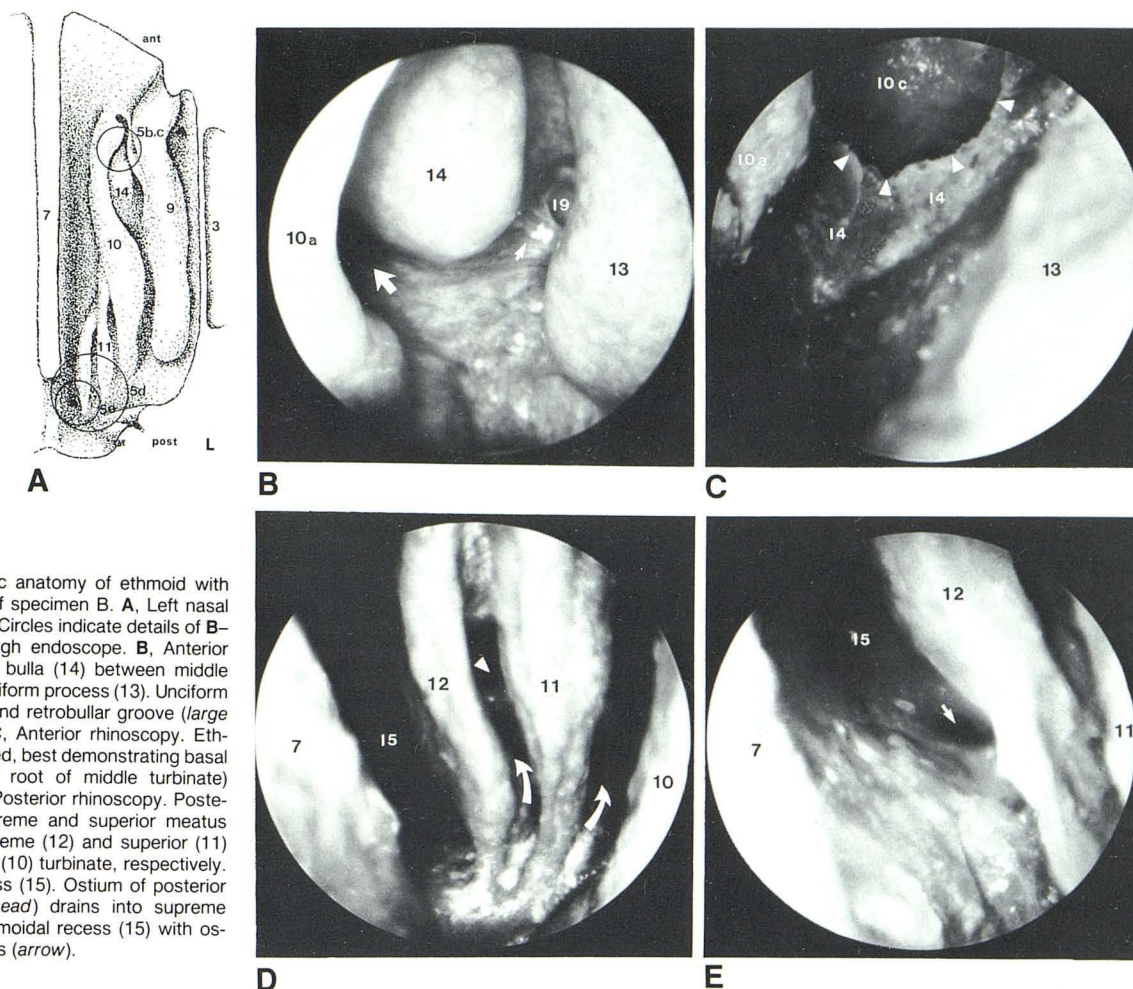 ant
5b.c
14
7
9
3
10
11
5d
5e
post
L
A
14
19
10a
13
B
10c
10a
14
14
13
C
c anatomy of ethmoid with
f specimen B. A, Left nasal
Circles indicate details of B–
gh endoscope. B, Anterior
bulla (14) between middle
iform process (13). Unciform
nd retrobullar groove (large
C, Anterior rhinoscopy. Eth-
ed, best demonstrating basal
root of middle turbinate)
Posterior rhinoscopy. Poste-
reme and superior meatus
eme (12) and superior (11)
(10) turbinate, respectively.
ss (15). Ostium of posterior
ead) drains into supreme
moidal recess (15) with os-
s (arrow).
12
11
15
7
10
D
12
15
7
11
E